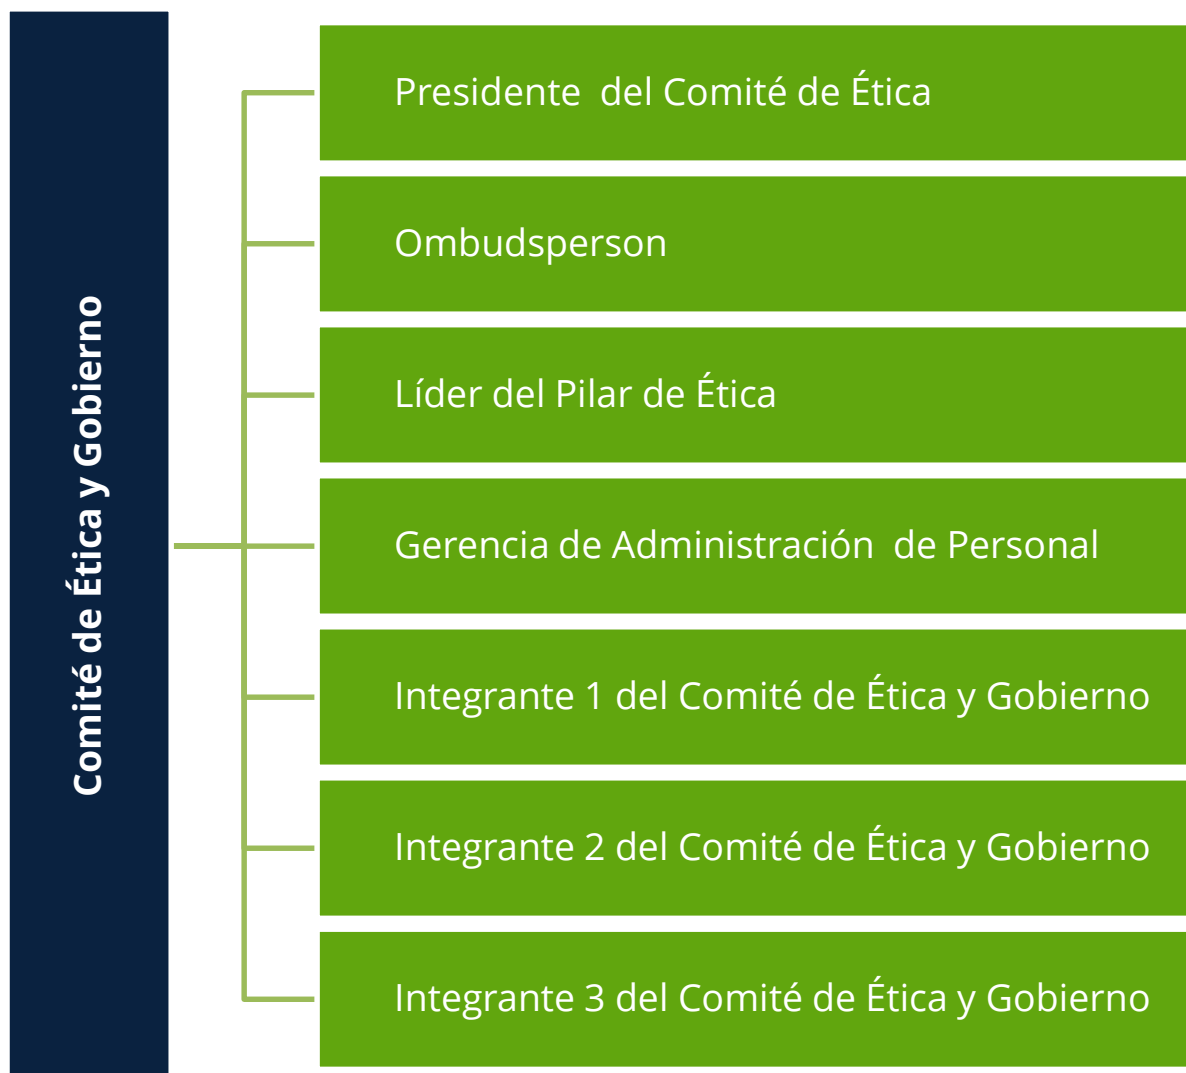 Comité de Ética y Gobierno
Presidente  del Comité de Ética
Ombudsperson
Líder del Pilar de Ética
Gerencia de Administración  de Personal
Integrante 1 del Comité de Ética y Gobierno
Integrante 2 del Comité de Ética y Gobierno
Integrante 3 del Comité de Ética y Gobierno